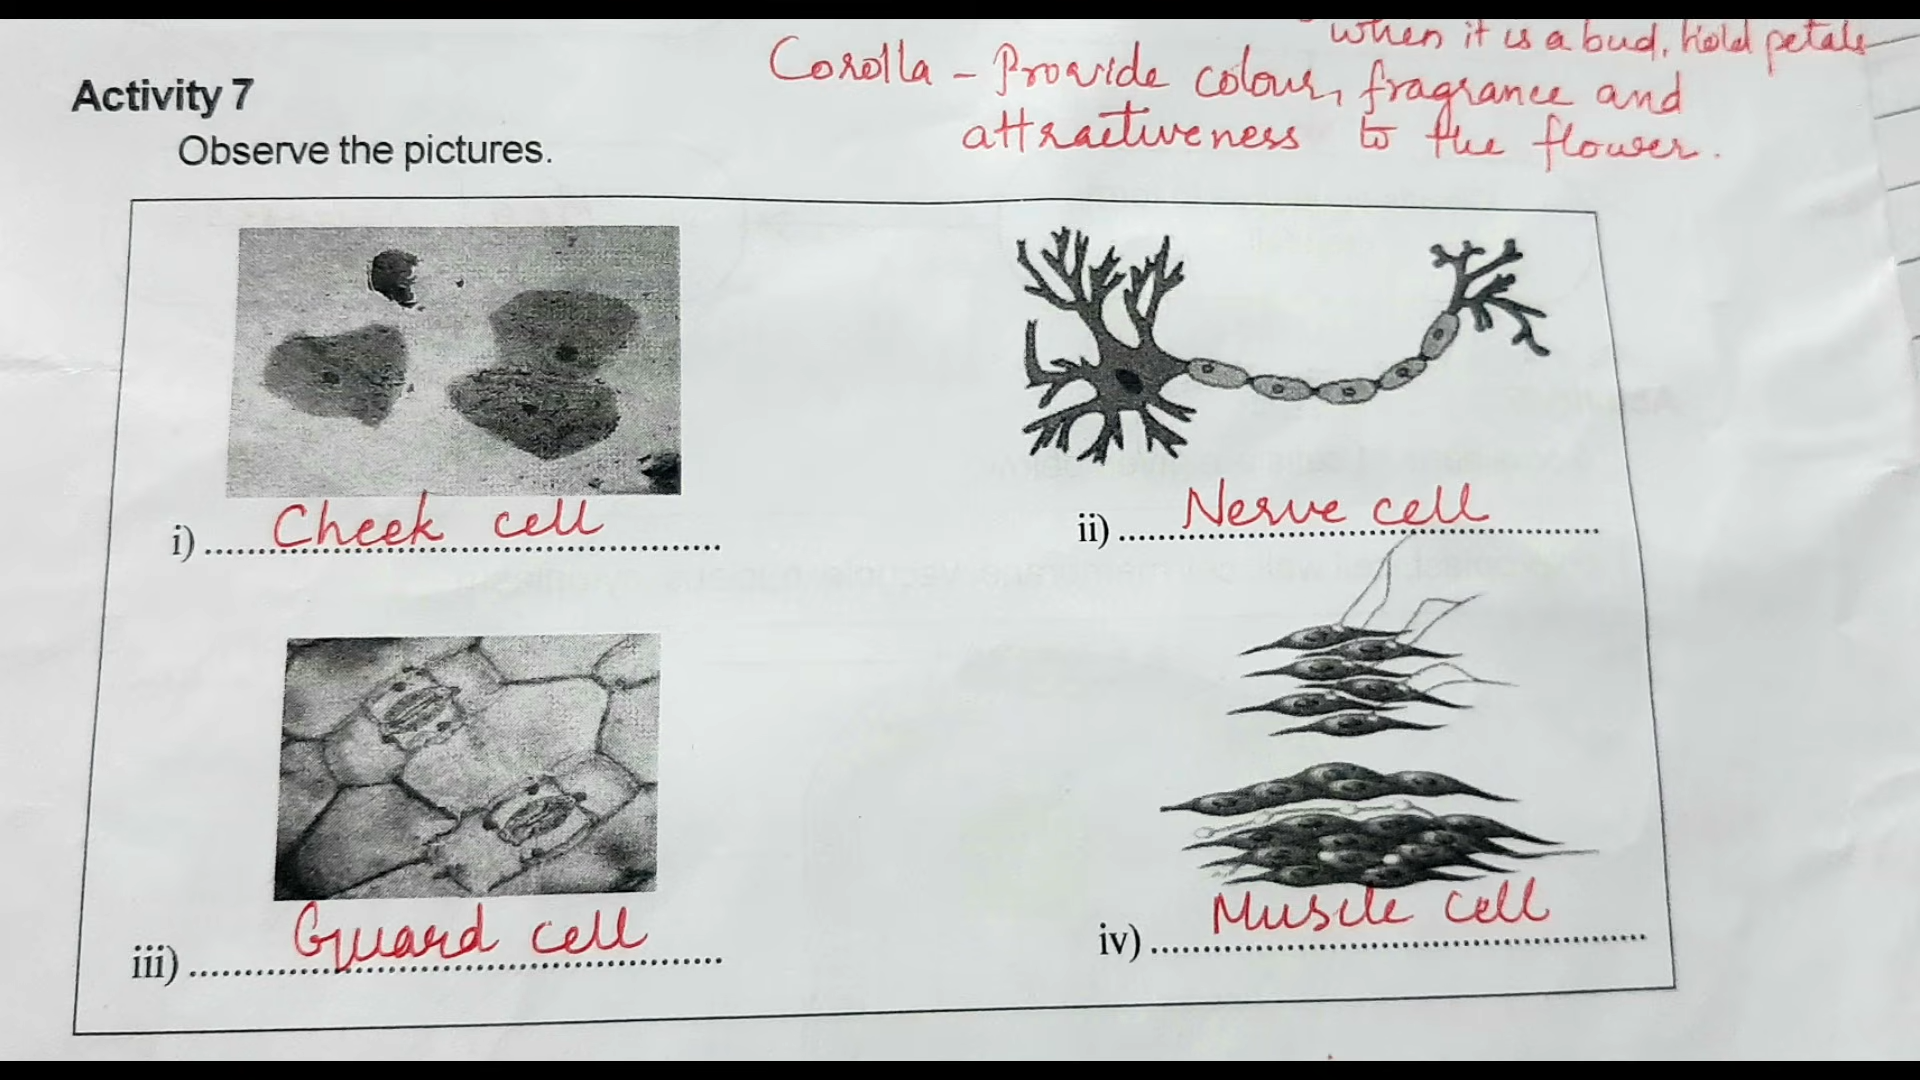 when it is a bud, hold petals
Corolla - Provide colour, fragrance and
attractiveness to the flower.
Activity 7
Observe the pictures.
i) Cheek cell
ii) Nerve cell
iii) Guard cell
iv) Muscle cell